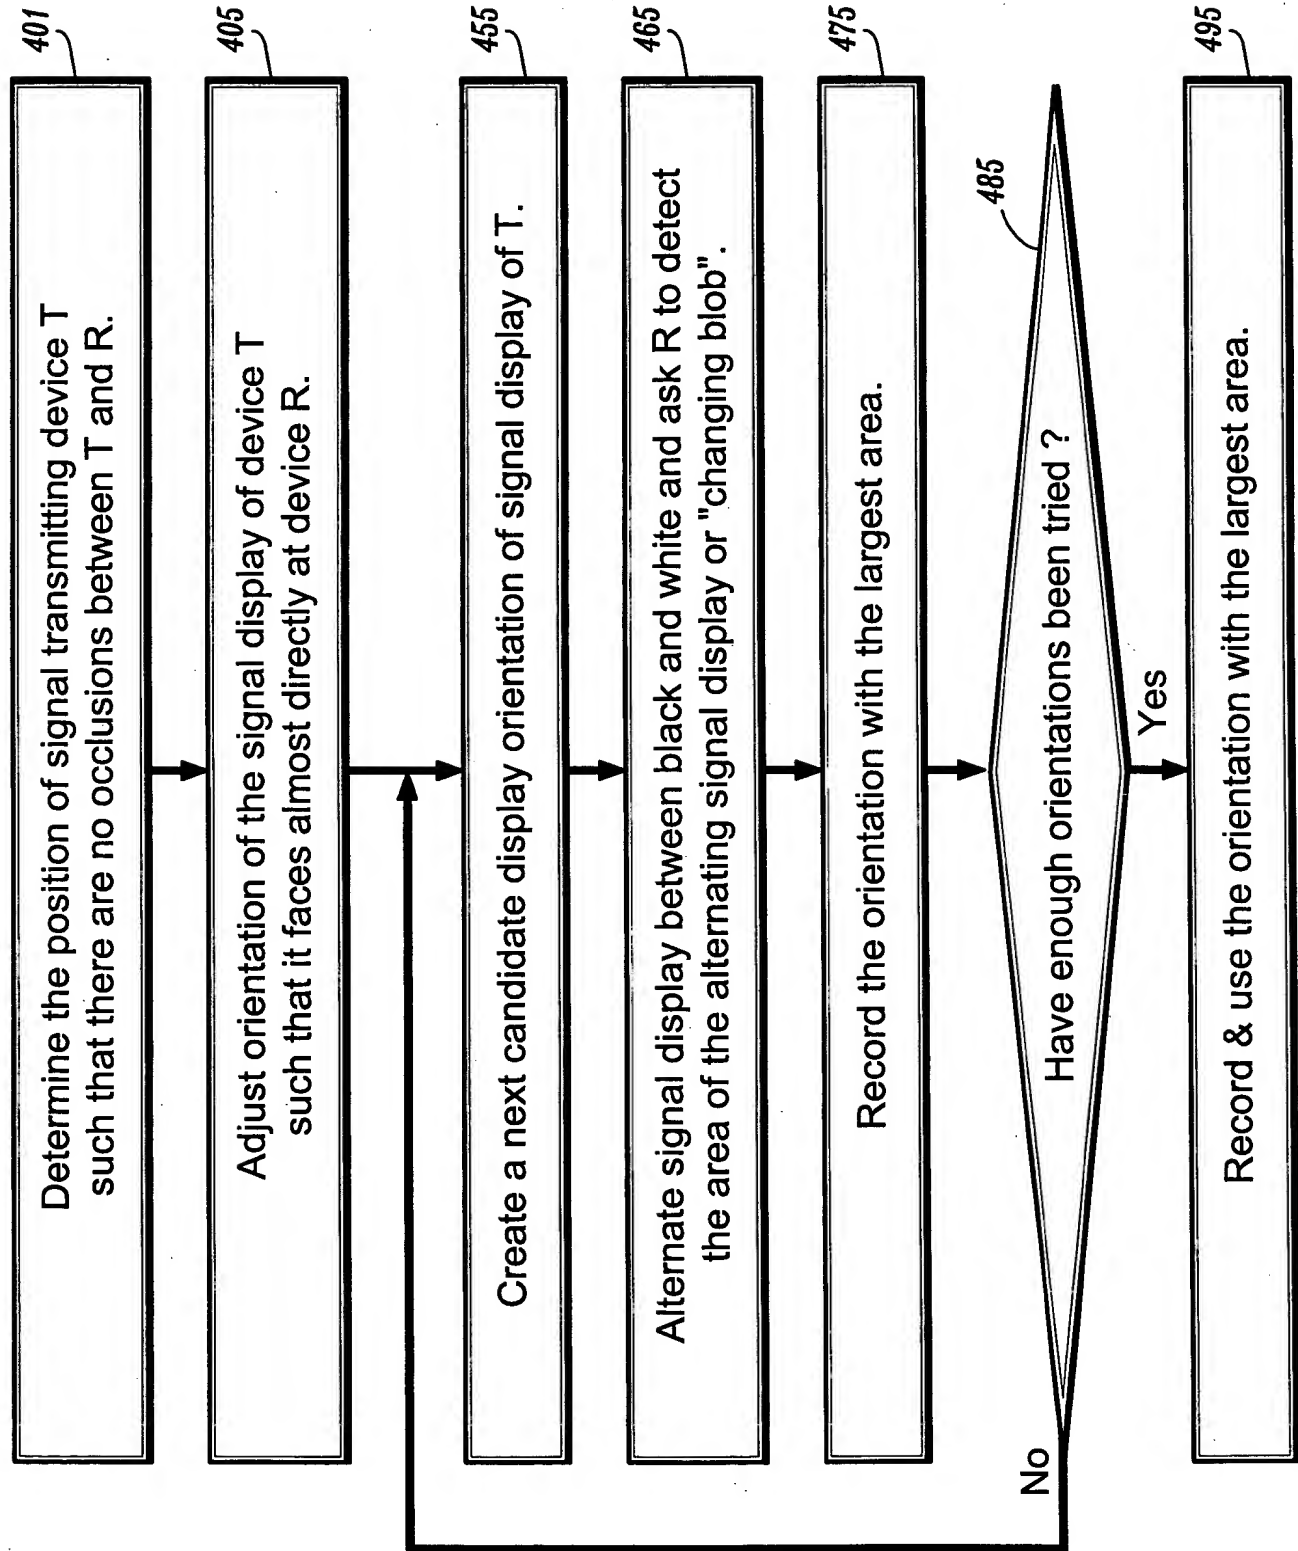 401
Determine the position of signal transmitting device T
such that there are no occlusions between T and R.
405
Adjust orientation of the signal display of device T
such that it faces almost directly at device R.
455
Create a next candidate display orientation of signal display of T.
465
Alternate signal display between black and white and ask R to detect
the area of the alternating signal display or "changing blob".
475
Record the orientation with the largest area.
485
Have enough orientations been tried ?
No
Yes
495
Record & use the orientation with the largest area.